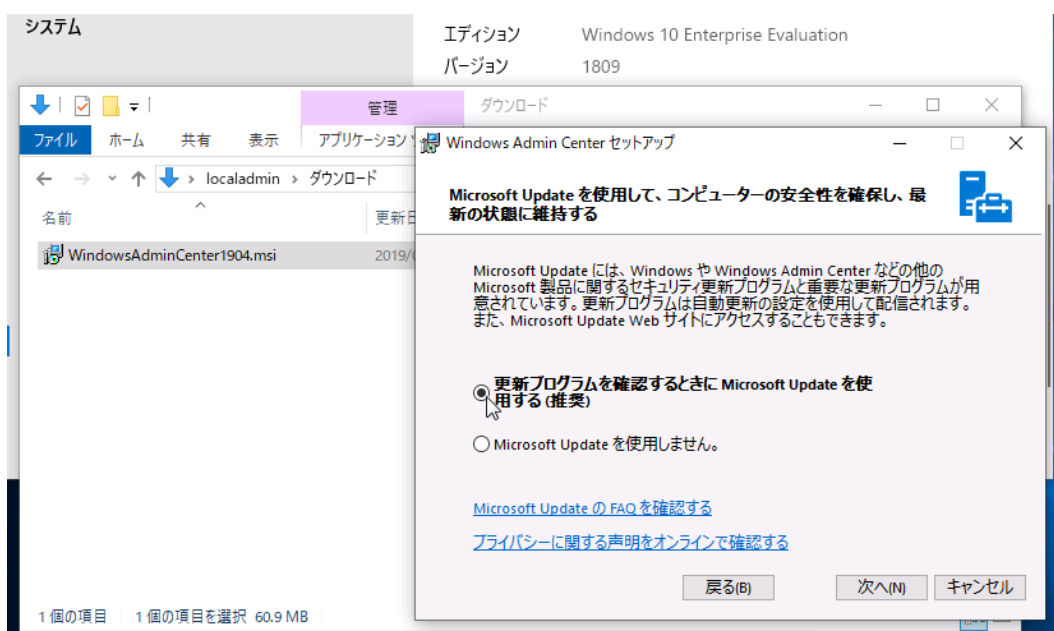 システム
エディション Windows 10 Enterprise Evaluation
バージョン 1809
管理 ダウンロード
ファイル ホーム 共有 表示 アプリケーション
localadmin › ダウンロード
名前 更新日
WindowsAdminCenter1904.msi 2019/
1 個の項目 1 個の項目を選択 60.9 MB
Windows Admin Center セットアップ
Microsoft Update を使用して、コンピューターの安全性を確保し、最
新の状態に維持する
Microsoft Update には、Windows や Windows Admin Center などの他の
Microsoft 製品に関するセキュリティ更新プログラムと重要な更新プログラムが用
意されています。更新プログラムは自動更新の設定を使用して配信されます。
また、Microsoft Update Web サイトにアクセスすることもできます。
更新プログラムを確認するときに Microsoft Update を使
用する (推奨)
Microsoft Update を使用しません。
Microsoft Update の FAQ を確認する
プライバシーに関する声明をオンラインで確認する
戻る(B) 次へ(N) キャンセル